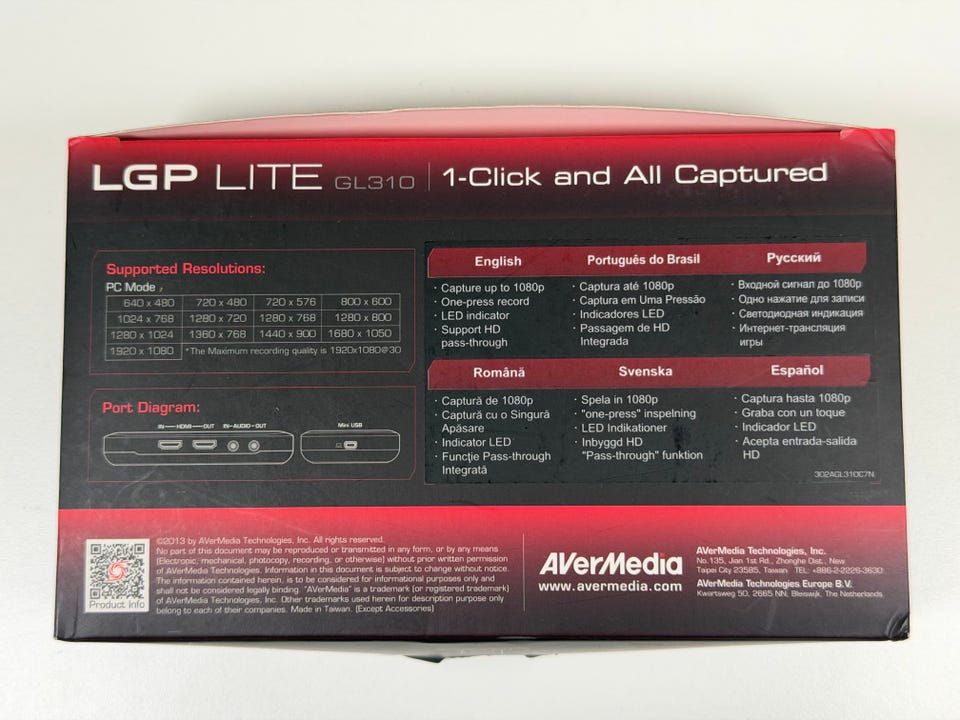 LGP LITE GL310 | 1-Click and All Captured
Supported Resolutions:
PC Mode
640 x 480 720 x 480 720 x 576 800 x 600
1024 x 768 1280 x 720 1280 x 768 1280 x 800
1280 x 1024 1360 x 768 1440 x 900 1680 x 1050
1920 x 1080 *The Maximum recording quality is 1920x1080@30
Port Diagram:
IN—HDMI—OUT IN-AUDIO-OUT Mini USB
English
· Capture up to 1080p
· One-press record
· LED indicator
· Support HD
pass-through
Português do Brasil
· Captura até 1080p
· Captura em Uma Pressão
· Indicadores LED
· Passagem de HD
Integrada
Русский
· Входной сигнал до 1080p
· Одно нажатие для записи
· Светодиодная индикация
· Интернет-трансляция
игры
Română
· Captură de 1080p
· Captură cu o Singură
Apăsare
· Indicator LED
· Funcţie Pass-through
Integrată
Svenska
· Spela in 1080p
· "one-press" inspelning
· LED Indikationer
· Inbyggd HD
"Pass-through" funktion
Español
· Captura hasta 1080p
· Graba con un toque
· Indicador LED
· Acepta entrada-salida
HD
302AGL310C7N
Product Info
©2013 by AVerMedia Technologies, Inc. All rights reserved.
No part of this document may be reproduced or transmitted in any form, or by any means
(Electronic, mechanical, photocopy, recording, or otherwise) without prior written permission
of AVerMedia Technologies. Information in this document is subject to change without notice.
The information contained herein, is to be considered for informational purposes only and
shall not be considered legally binding. "AVerMedia" is a trademark (or registered trademark)
of AVerMedia Technologies, Inc. Other trademarks used herein for description purpose only
belong to each of their companies. Made in Taiwan. (Except Accessories)
AVerMedia
www.avermedia.com
AVerMedia Technologies, Inc.
No.135, Jian 1st Rd., Zhonghe Dist., New
Taipei City 23585, Taiwan TEL: +886-2-2226-3630
AVerMedia Technologies Europe B.V.
Kwartsweg 50, 2665 NN, Bleiswijk, The Netherlands